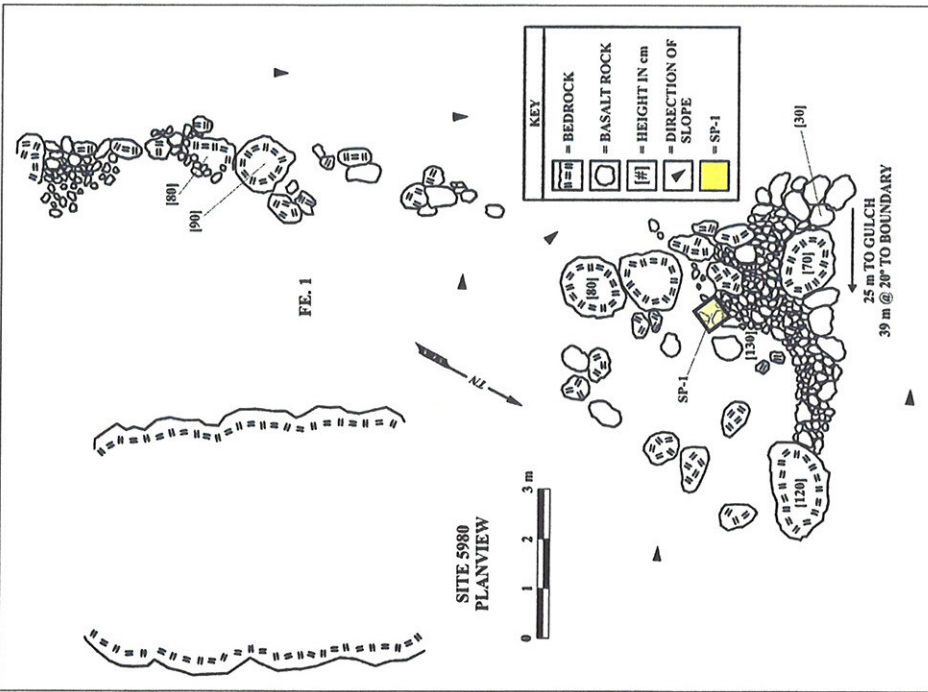 SITE 5980
PLANVIEW
0 1 2 3 m
FE. 1
TN
[80]
[90]
[80]
SP-1
[130]
[120]
[70]
[30]
25 m TO GULCH
39 m @ 20° TO BOUNDARY
KEY
= BEDROCK
= BASALT ROCK
[#] = HEIGHT IN cm
= DIRECTION OF
SLOPE
= SP-1